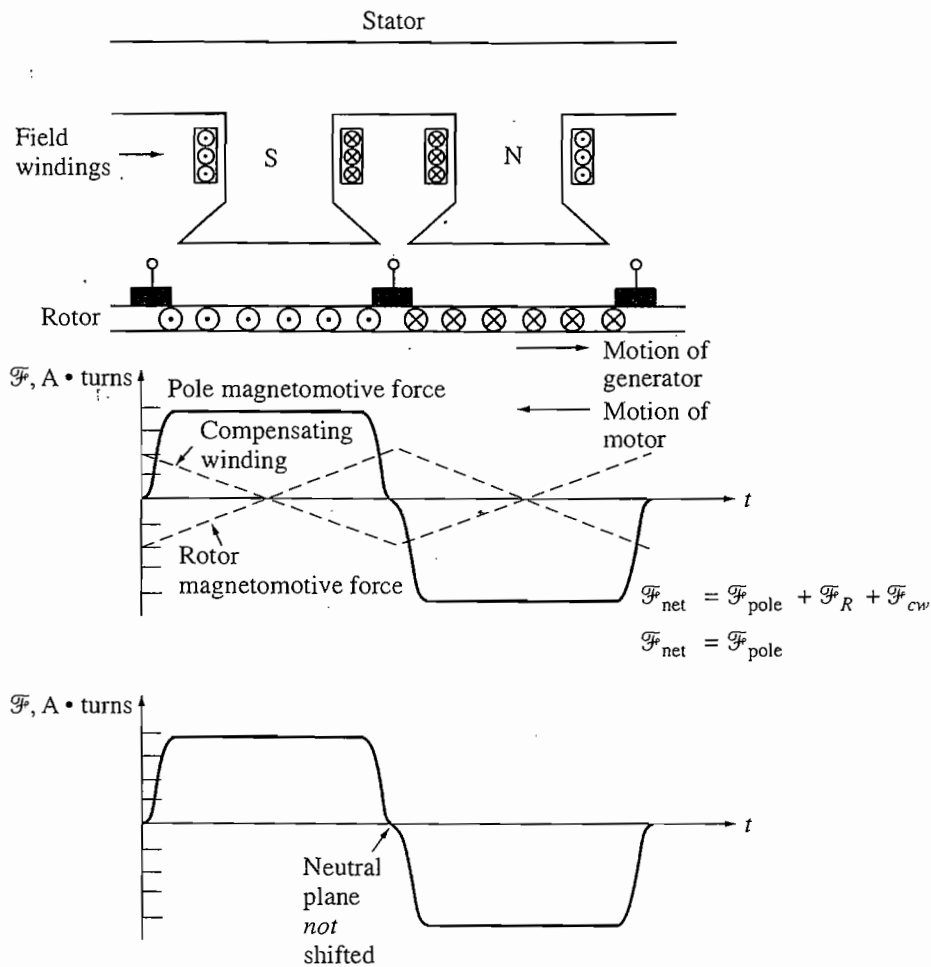 Stator
Field
windings
S
N
Rotor
Motion of
generator
ℱ, A • turns
Pole magnetomotive force
Motion of
motor
Compensating
winding
t
Rotor
magnetomotive force
ℱnet = ℱpole + ℱR + ℱcw
ℱnet = ℱpole
ℱ, A • turns
t
Neutral
plane
not
shifted